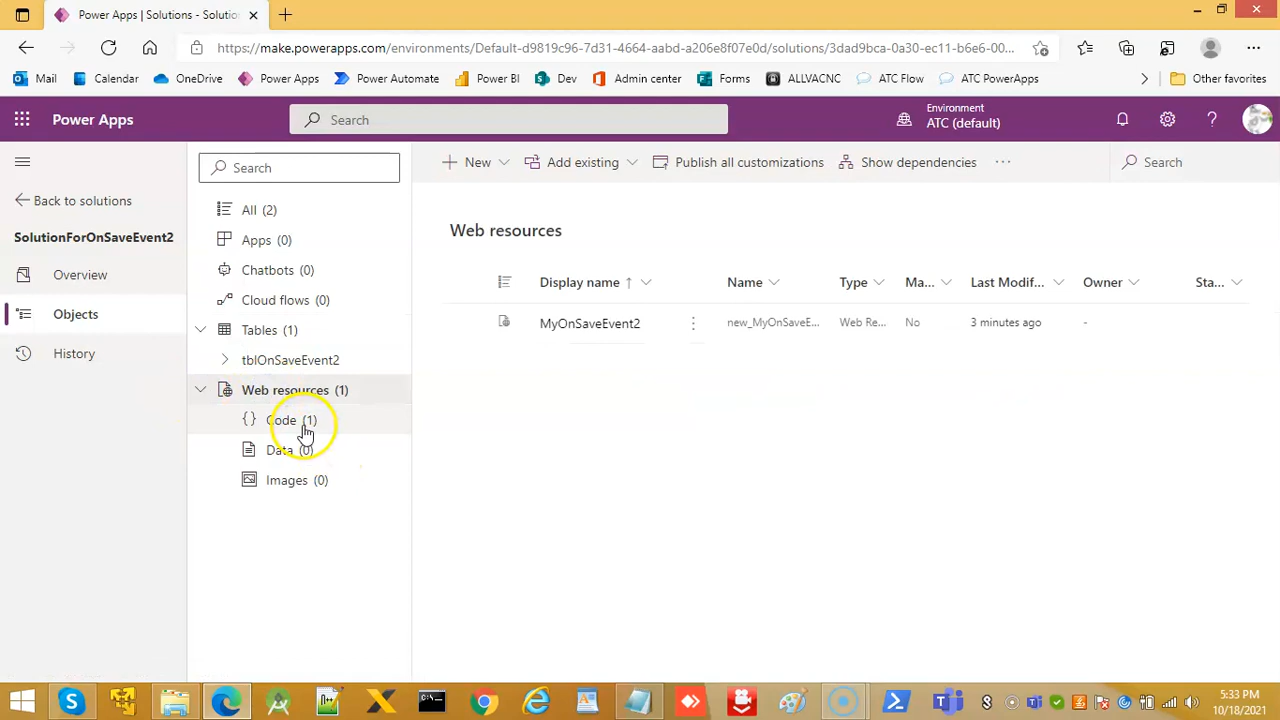 Power Apps | Solutions - Solutio
https://make.powerapps.com/environments/Default-d9819c96-7d31-4664-aabd-a206e8f07e0d/solutions/3dad9bca-0a30-ec11-b6e6-00...
Mail
Calendar
OneDrive
Power Apps
Power Automate
Power BI
Dev
Admin center
Forms
ALLVACNC
ATC Flow
ATC PowerApps
Other favorites
Power Apps
Search
Environment
ATC (default)
Back to solutions
SolutionForOnSaveEvent2
Overview
Objects
History
Search
All (2)
Apps (0)
Chatbots (0)
Cloud flows (0)
Tables (1)
tblOnSaveEvent2
Web resources (1)
Code (1)
Data (0)
Images (0)
New
Add existing
Publish all customizations
Show dependencies
Search
Web resources
Display name
Name
Type
Ma...
Last Modif...
Owner
Sta...
MyOnSaveEvent2
new_MyOnSaveE...
Web Re...
No
3 minutes ago
-
5:33 PM
10/18/2021